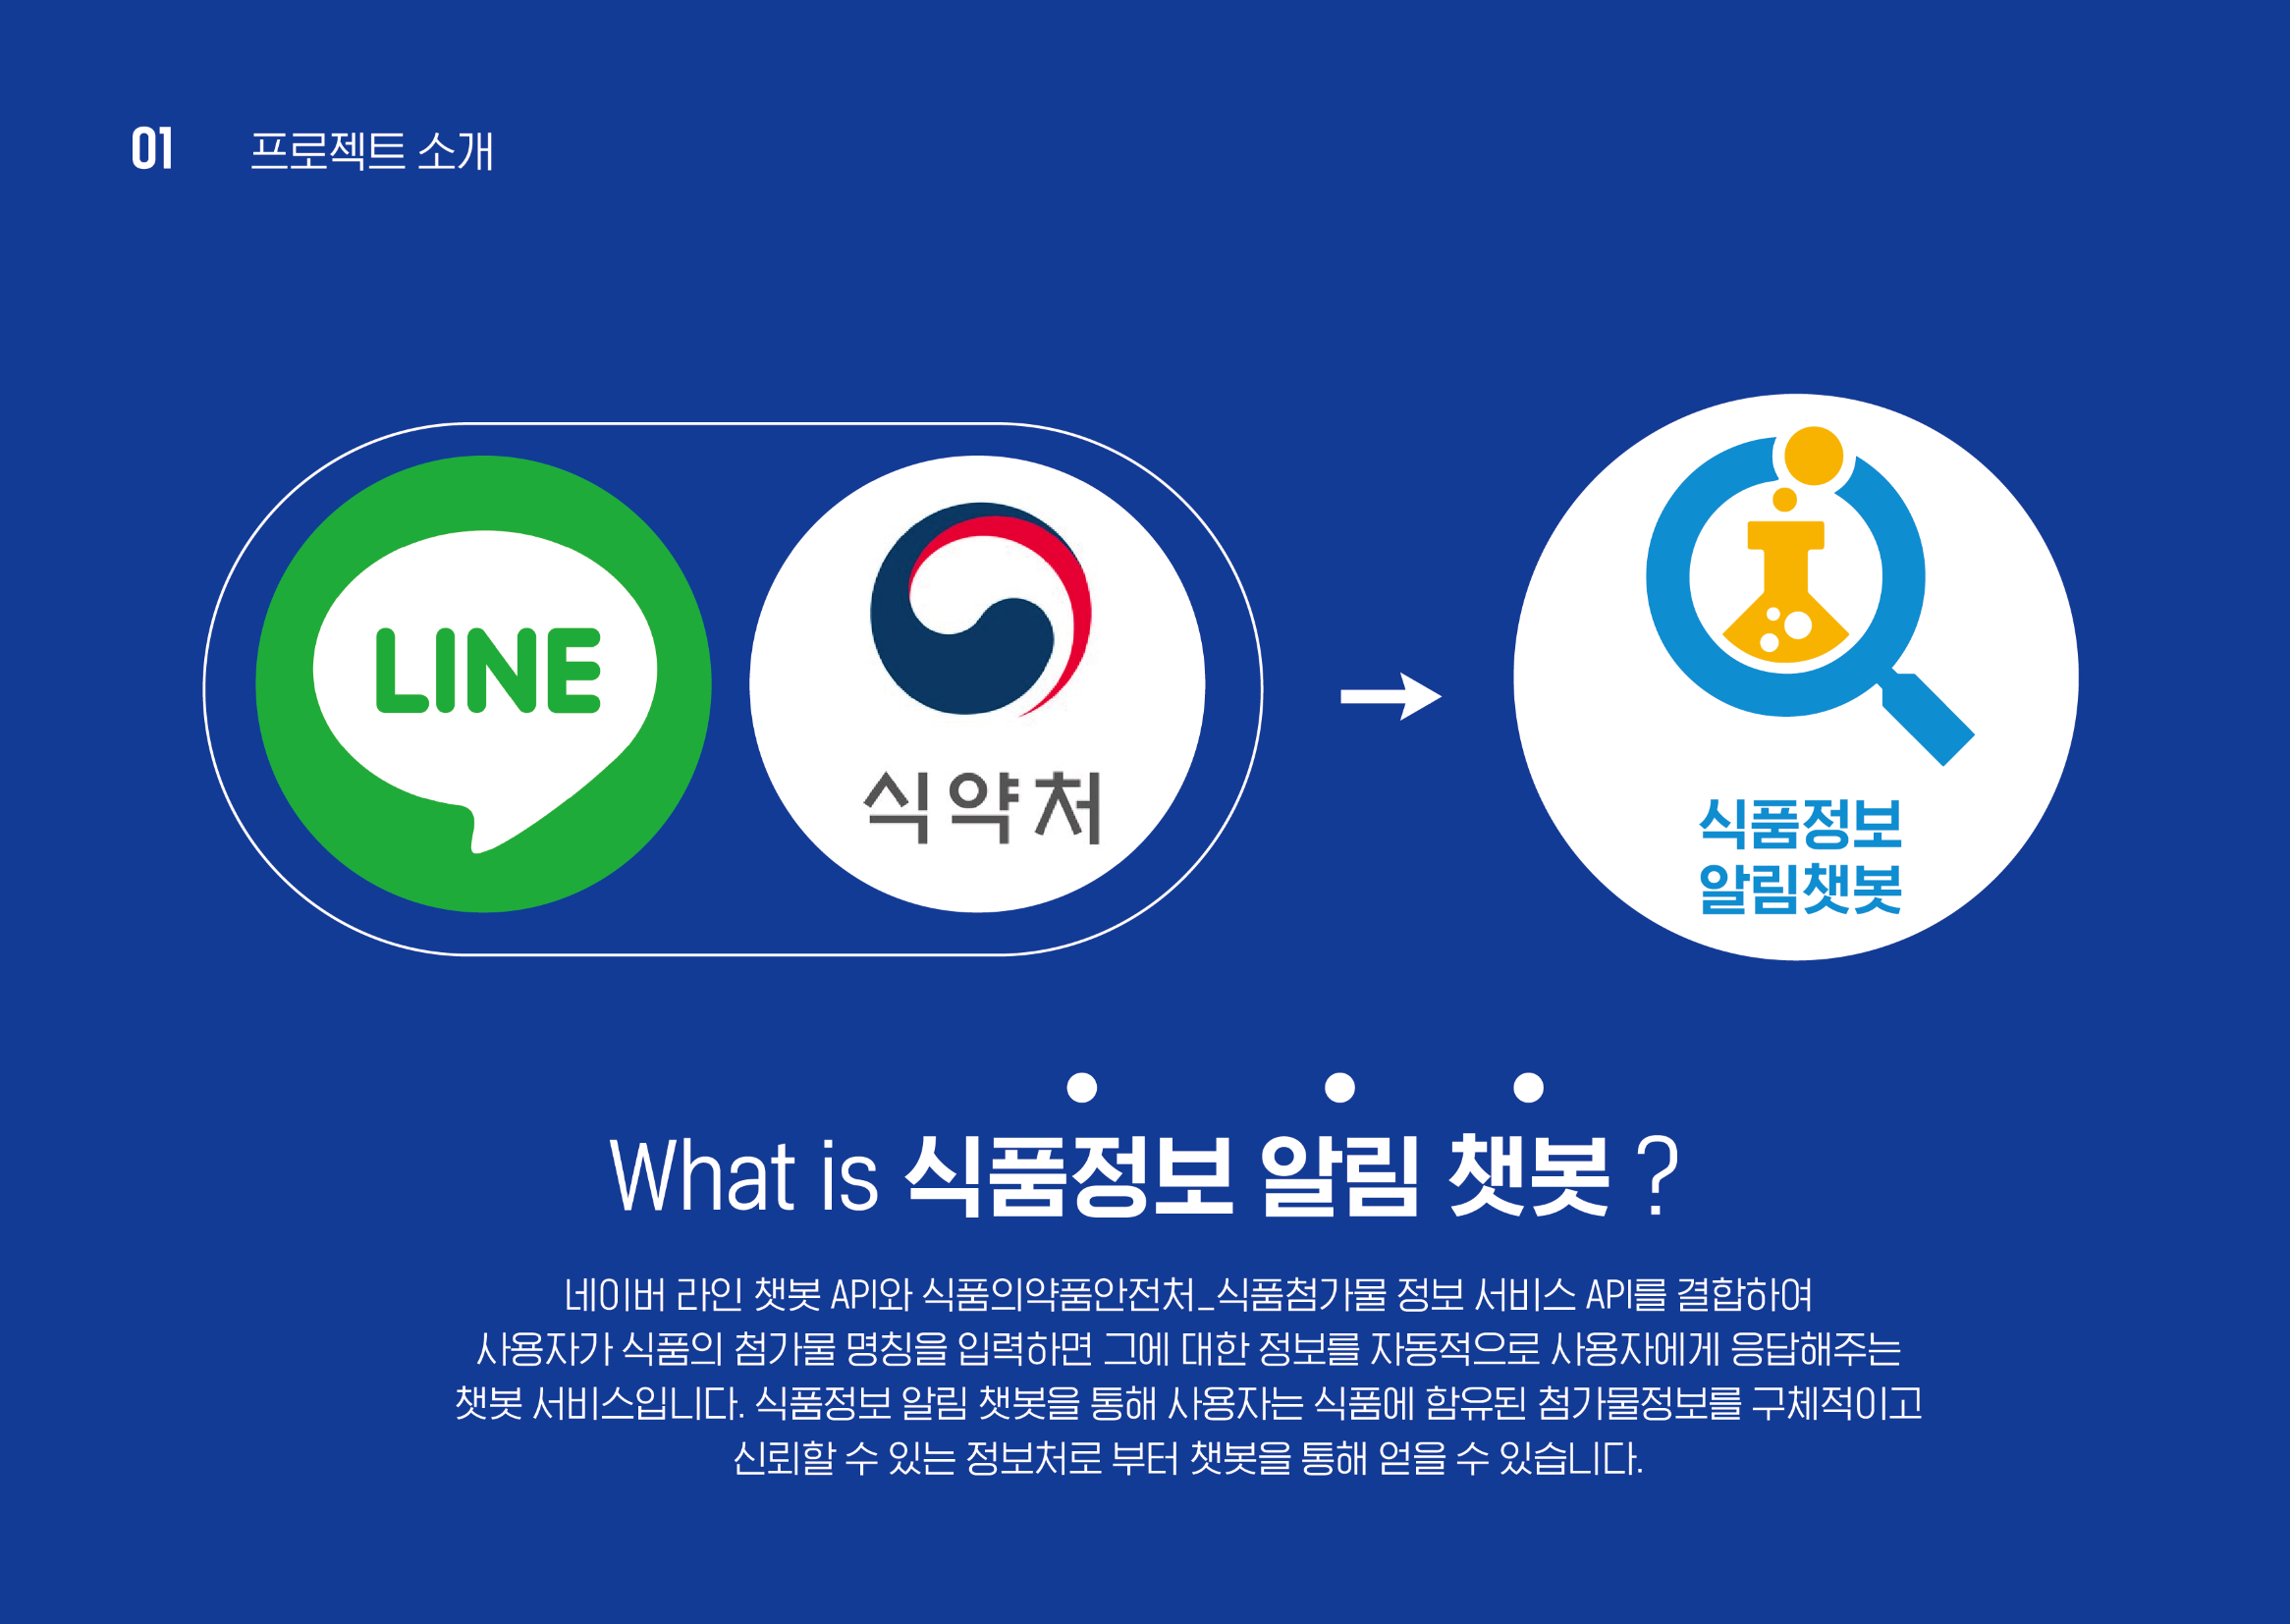 01 프로젝트 소개
LINE
식약처
식품정보
알림챗봇
What is 식품정보 알림 챗봇 ?
네이버 라인 챗봇 API와 식품의약품안전처_식품첨가물 정보 서비스 API를 결합하여
사용자가 식품의 첨가물 명칭을 입력하면 그에 대한 정보를 자동적으로 사용자에게 응답해주는
챗봇 서비스입니다. 식품정보 알림 챗봇을 통해 사용자는 식품에 함유된 첨가물정보를 구체적이고
신뢰할 수 있는 정보처로 부터 챗봇을 통해 얻을 수 있습니다.